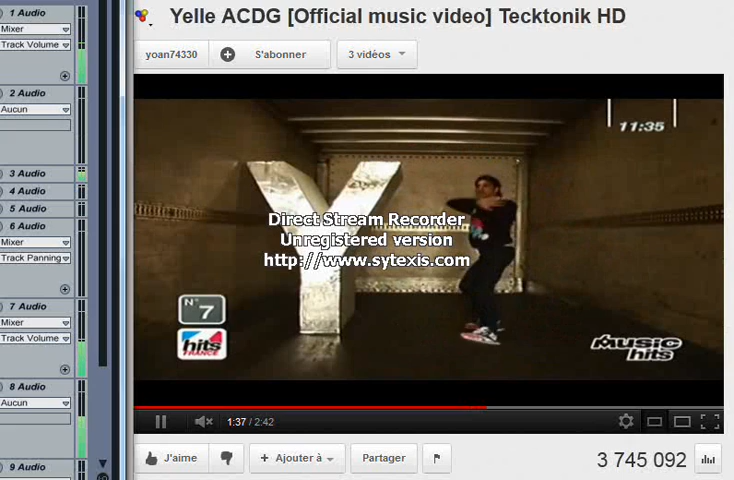 1 Audio
Mixer
Track Volume
2 Audio
Aucun
3 Audio
4 Audio
5 Audio
6 Audio
Mixer
Track Panning
7 Audio
Mixer
Track Volume
8 Audio
Aucun
9 Audio
Yelle ACDG [Official music video] Tecktonik HD
yoan74330
S'abonner
3 vidéos
11:35
Y
Direct Stream Recorder
Unregistered version
http://www.sytexis.com
N° 7
hits
FRANCE
MUSIC
hits
1:37 / 2:42
J'aime
Ajouter à
Partager
3 745 092